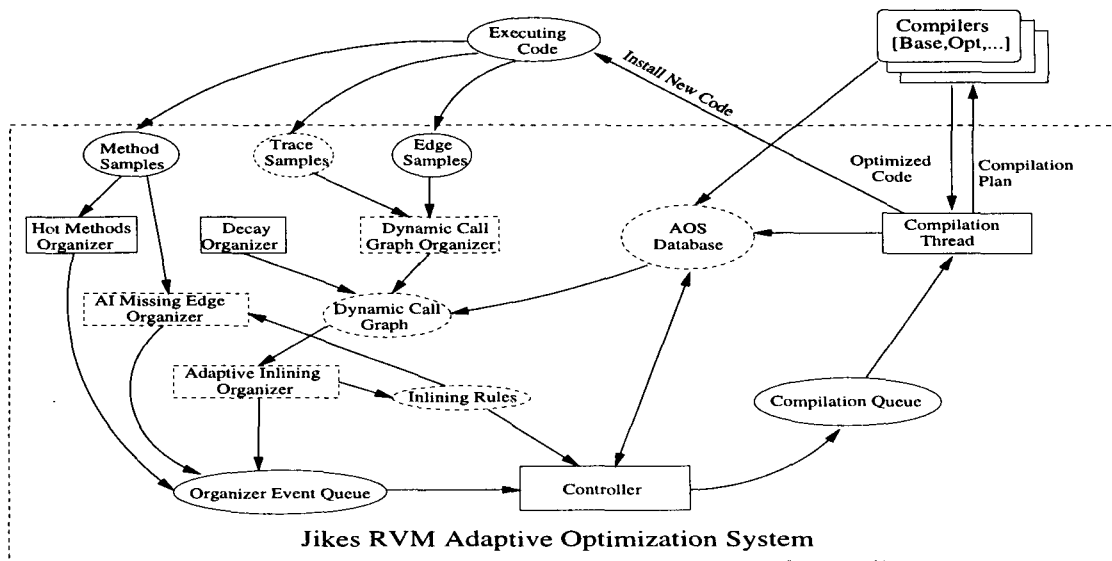 Executing
Code
Compilers
[Base,Opt,...]
Install New Code
Method
Samples
Trace
Samples
Edge
Samples
Optimized
Code
Compilation
Plan
Hot Methods
Organizer
Decay
Organizer
Dynamic Call
Graph Organizer
AOS
Database
Compilation
Thread
AI Missing Edge
Organizer
Dynamic Call
Graph
Adaptive Inlining
Organizer
Inlining Rules
Compilation Queue
Organizer Event Queue
Controller
Jikes RVM Adaptive Optimization System